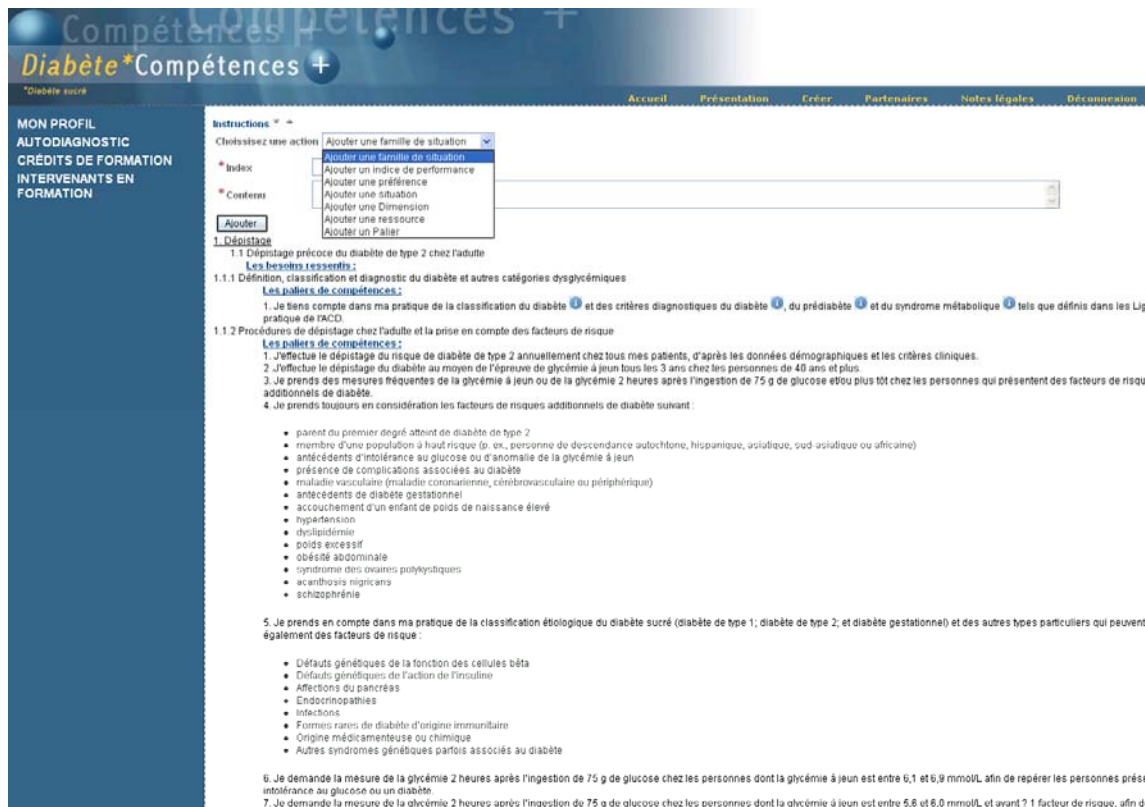 Compétences +
Compétences +
Diabète*Compétences +
*Diabète sucré
Accueil Présentation Créer Partenaires Notes légales Déconnexion
MON PROFIL
AUTODIAGNOSTIC
CRÉDITS DE FORMATION
INTERVENANTS EN
FORMATION
Instructions
Choisissez une action Ajouter une famille de situation
Ajouter une famille de situation
* Index Ajouter un indice de performance
Ajouter une préférence
* Contenu Ajouter une situation
Ajouter une Dimension
Ajouter une ressource
Ajouter Ajouter un Palier
1. Dépistage
1.1 Dépistage précoce du diabète de type 2 chez l'adulte
Les besoins ressentis :
1.1.1 Définition, classification et diagnostic du diabète et autres catégories dysglycémiques
Les paliers de compétences :
1. Je tiens compte dans ma pratique de la classification du diabète et des critères diagnostiques du diabète, du prédiabète et du syndrome métabolique tels que définis dans les Lig
pratique de l'ACD.
1.1.2 Procédures de dépistage chez l'adulte et la prise en compte des facteurs de risque
Les paliers de compétences :
1. J'effectue le dépistage du risque de diabète de type 2 annuellement chez tous mes patients, d'après les données démographiques et les critères cliniques.
2 .J'effectue le dépistage du diabète au moyen de l'épreuve de glycémie à jeun tous les 3 ans chez les personnes de 40 ans et plus.
3. Je prends des mesures fréquentes de la glycémie à jeun ou de la glycémie 2 heures après l'ingestion de 75 g de glucose et/ou plus tôt chez les personnes qui présentent des facteurs de risqu
additionnels de diabète.
4. Je prends toujours en considération les facteurs de risques additionnels de diabète suivant :
• parent du premier degré atteint de diabète de type 2
• membre d'une population à haut risque (p. ex., personne de descendance autochtone, hispanique, asiatique, sud-asiatique ou africaine)
• antécédents d'intolérance au glucose ou d'anomalie de la glycémie à jeun
• présence de complications associées au diabète
• maladie vasculaire (maladie coronarienne, cérébrovasculaire ou périphérique)
• antécédents de diabète gestationnel
• accouchement d'un enfant de poids de naissance élevé
• hypertension
• dyslipidémie
• poids excessif
• obésité abdominale
• syndrome des ovaires polykystiques
• acanthosis nigricans
• schizophrénie
5. Je prends en compte dans ma pratique de la classification étiologique du diabète sucré (diabète de type 1; diabète de type 2; et diabète gestationnel) et des autres types particuliers qui peuvent
également des facteurs de risque :
• Défauts génétiques de la fonction des cellules bêta
• Défauts génétiques de l'action de l'insuline
• Affections du pancréas
• Endocrinopathies
• Infections
• Formes rares de diabète d'origine immunitaire
• Origine médicamenteuse ou chimique
• Autres syndromes génétiques parfois associés au diabète
6. Je demande la mesure de la glycémie 2 heures après l'ingestion de 75 g de glucose chez les personnes dont la glycémie à jeun est entre 6,1 et 6,9 mmol/L afin de repérer les personnes prése
intolérance au glucose ou un diabète.
7. Je demande la mesure de la glycémie 2 heures après l'ingestion de 75 g de glucose chez les personnes dont la glycémie à jeun est entre 5,6 et 6,0 mmol/L et ayant ? 1 facteur de risque, afin d